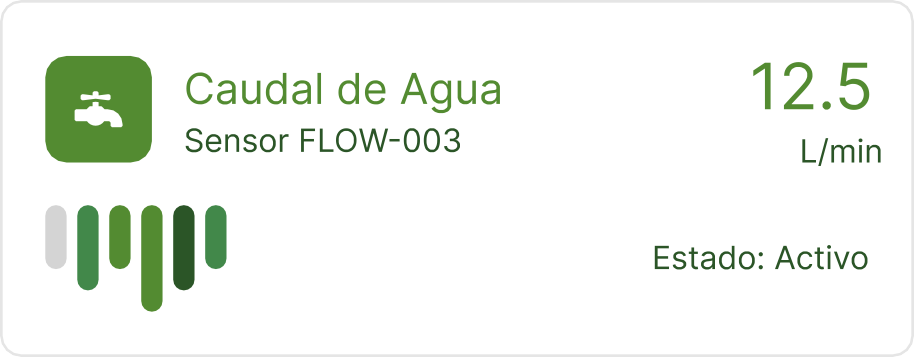 Caudal de Agua
Sensor FLOW-003
12.5
L/min
Estado: Activo